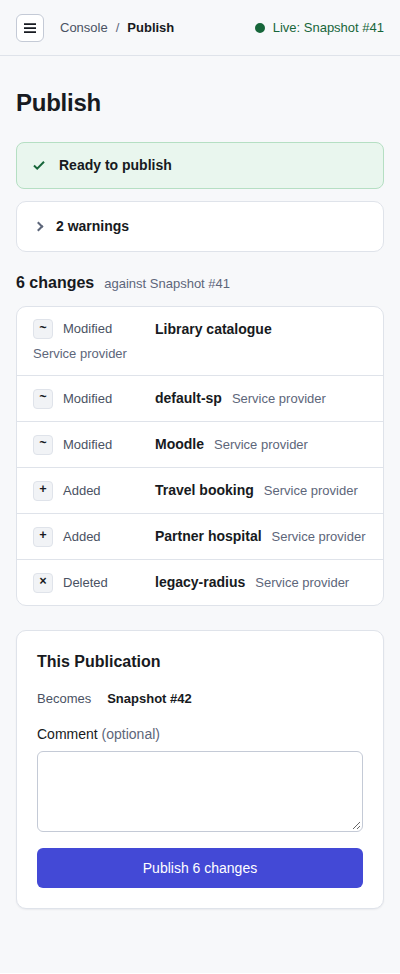 Console / Publish
Live: Snapshot #41
Publish
Ready to publish
2 warnings
6 changes against Snapshot #41
~ Modified Library catalogue
Service provider
~ Modified default-sp Service provider
~ Modified Moodle Service provider
+ Added Travel booking Service provider
+ Added Partner hospital Service provider
× Deleted legacy-radius Service provider
This Publication
Becomes Snapshot #42
Comment (optional)
Publish 6 changes